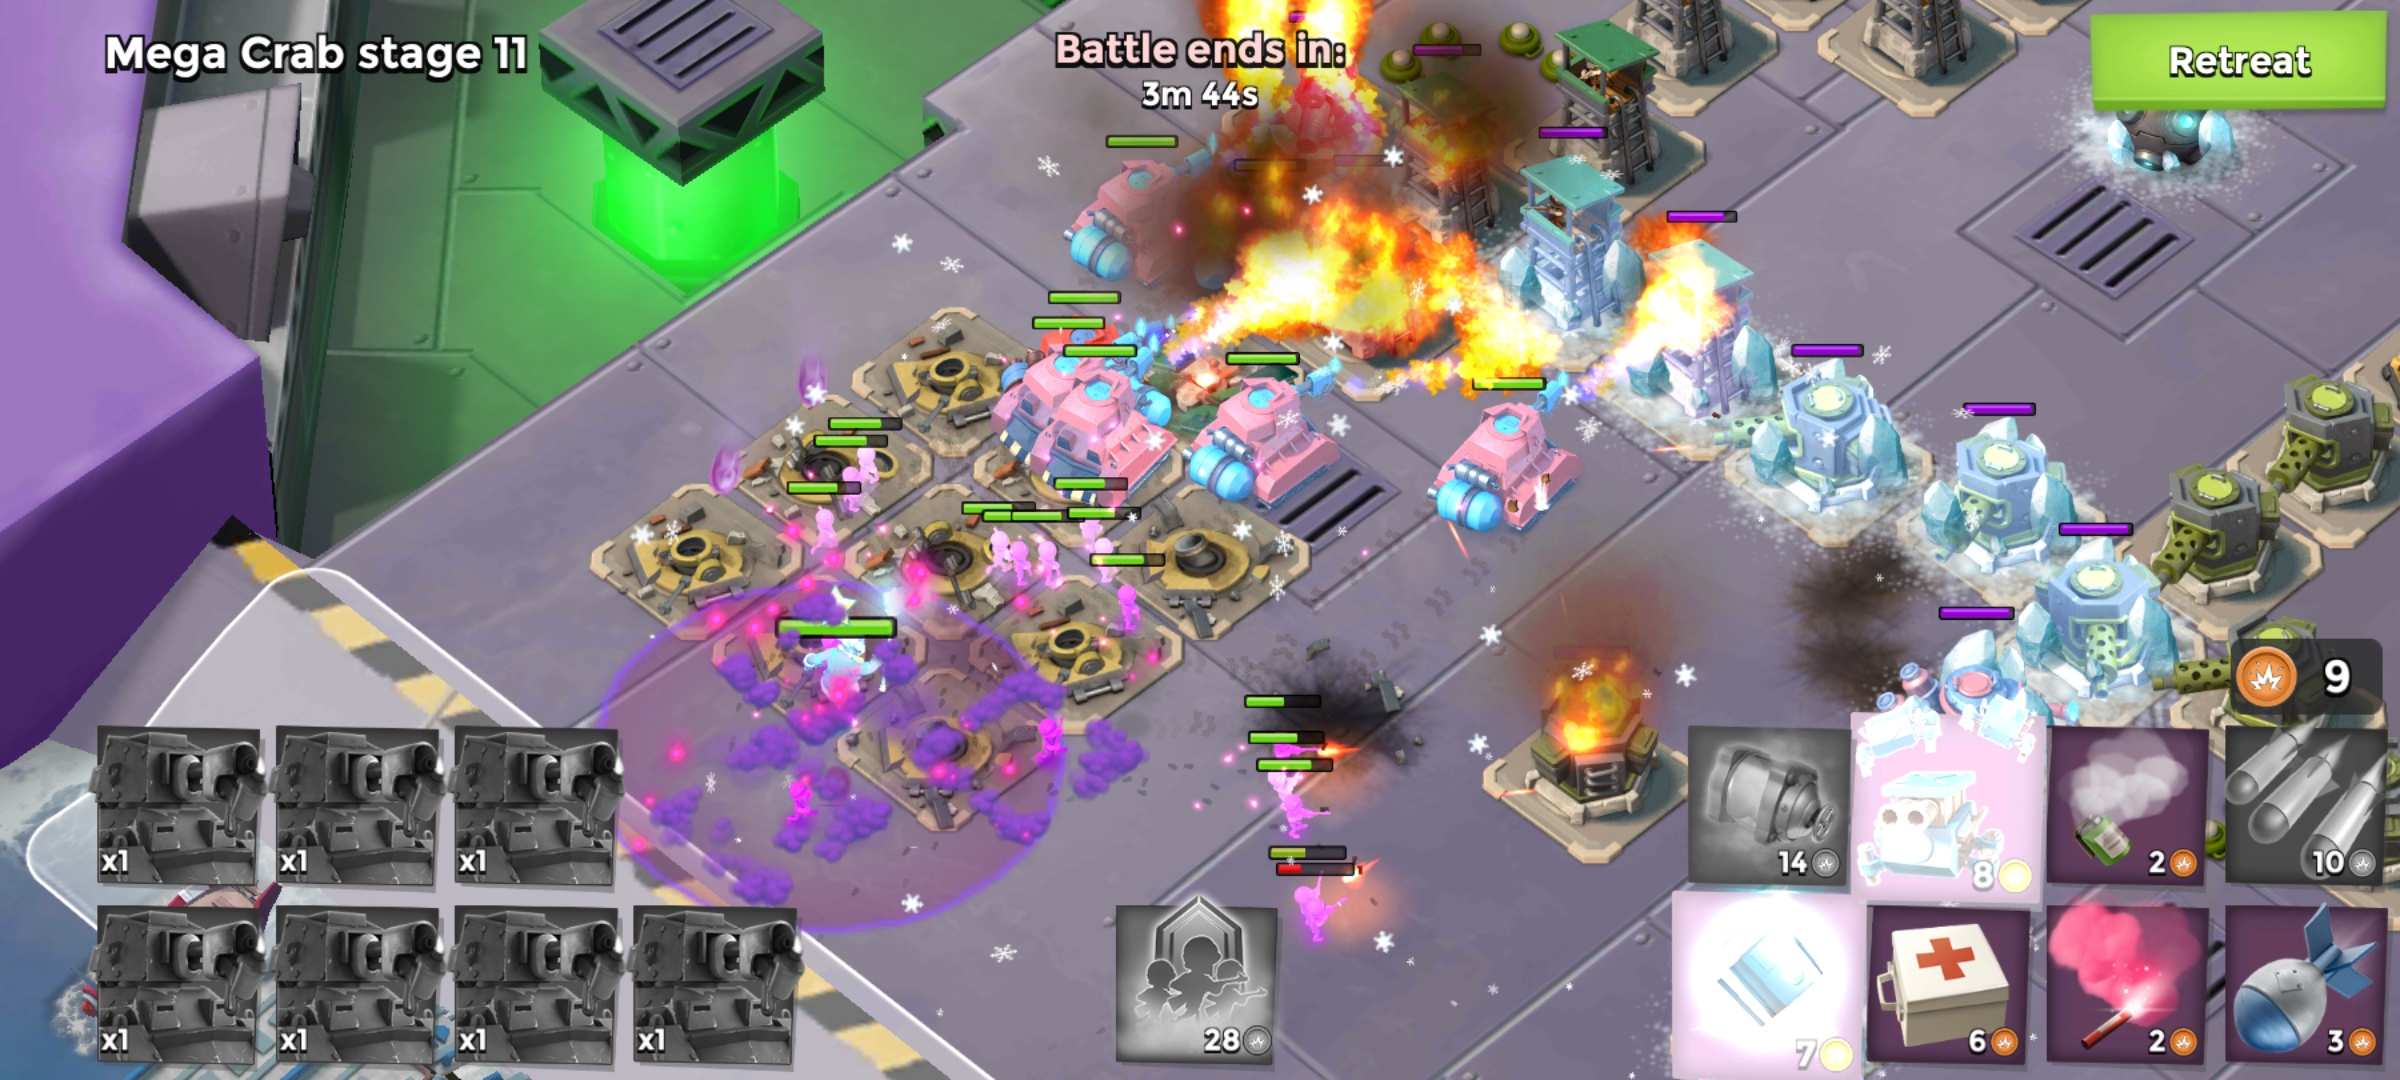 Mega Crab stage 11
Battle ends in:
3m 44s
Retreat
9
x1
x1
x1
14
8
2
10
x1
x1
x1
x1
28
7
6
2
3